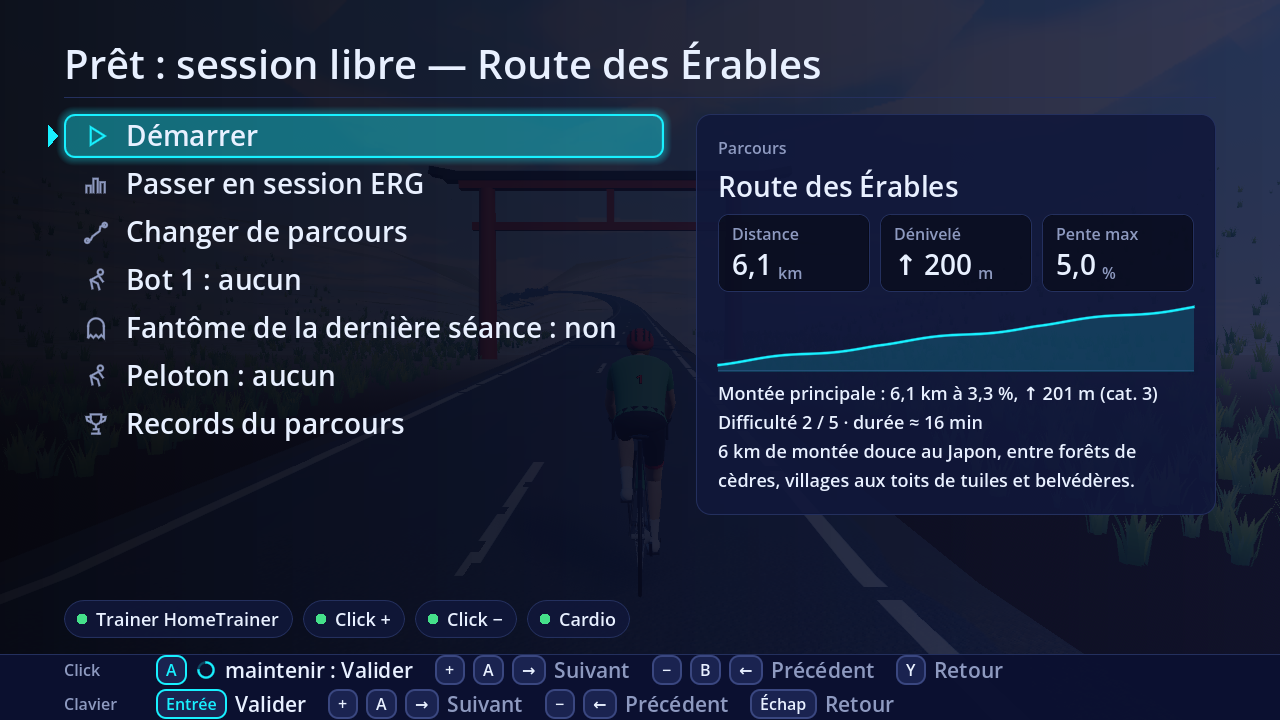 Prêt : session libre — Route des Érables
Démarrer
Passer en session ERG
Changer de parcours
Bot 1 : aucun
Fantôme de la dernière séance : non
Peloton : aucun
Records du parcours
Parcours
Route des Érables
Distance
6,1 km
Dénivelé
↑ 200 m
Pente max
5,0 %
Montée principale : 6,1 km à 3,3 %, ↑ 201 m (cat. 3)
Difficulté 2 / 5 · durée ≈ 16 min
6 km de montée douce au Japon, entre forêts de
cèdres, villages aux toits de tuiles et belvédères.
Trainer HomeTrainer Click + Click − Cardio
Click A maintenir : Valider + A → Suivant − B ← Précédent Y Retour
Clavier Entrée Valider + A → Suivant − ← Précédent Échap Retour